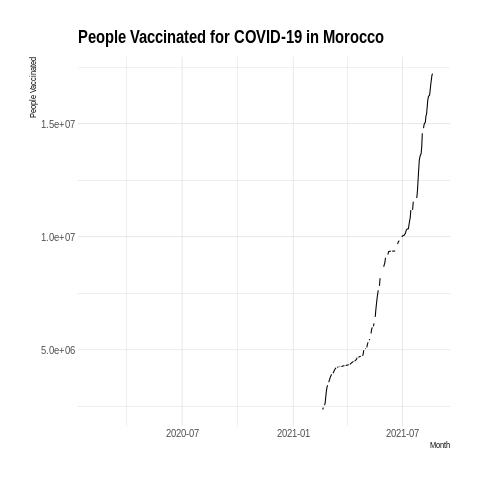 People Vaccinated for COVID-19 in Morocco
People Vaccinated
1.5e+07
1.0e+07
5.0e+06
2020-07 2021-01 2021-07
Month